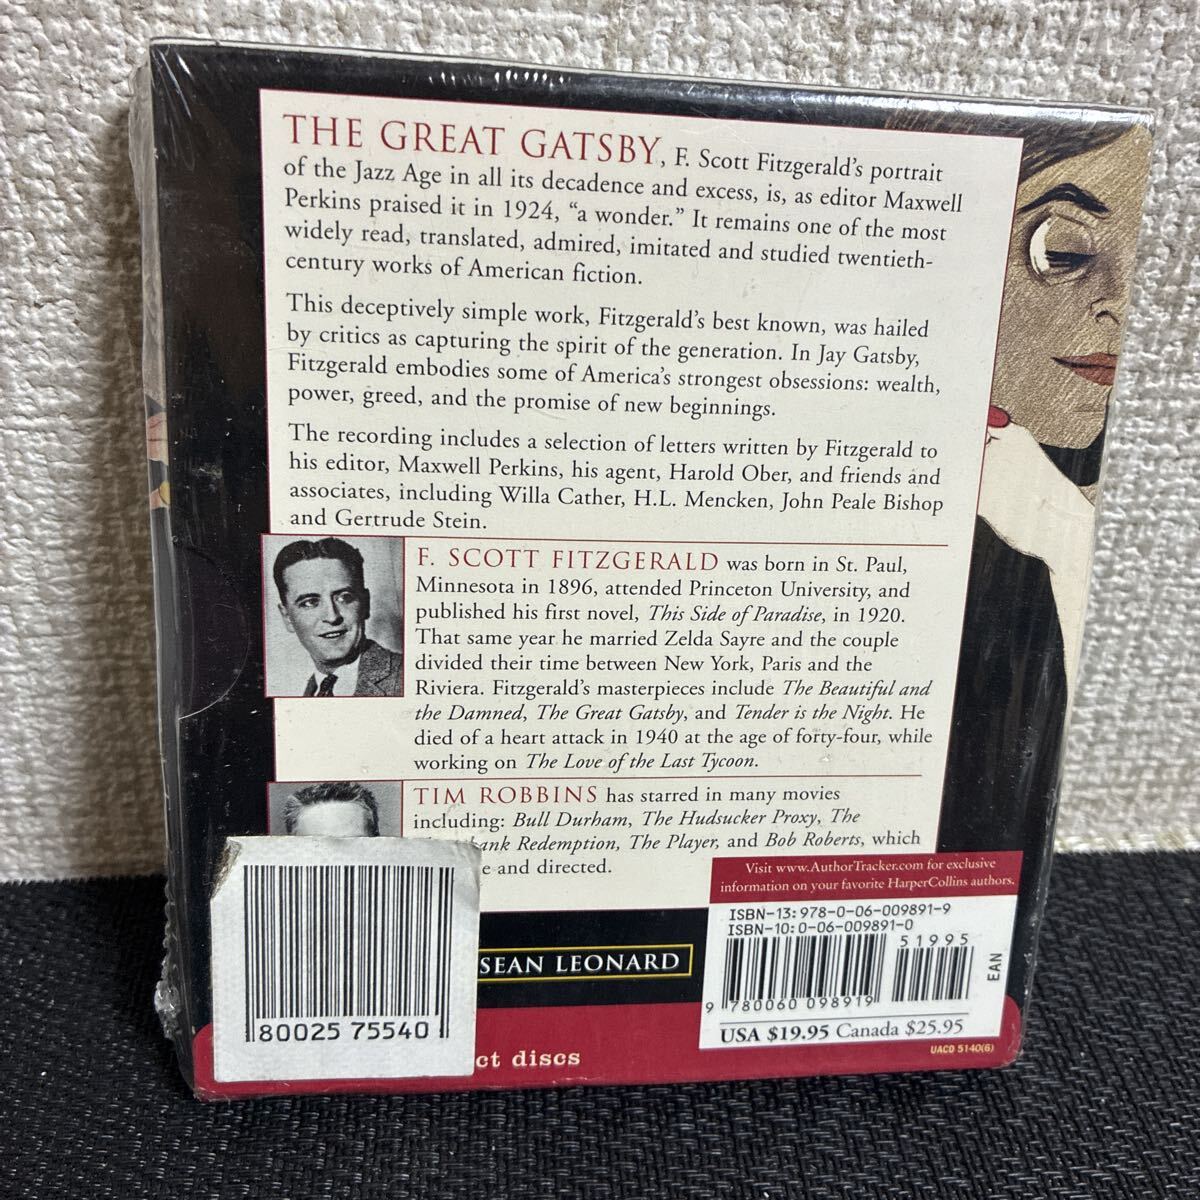 THE GREAT GATSBY, F. Scott Fitzgerald's portrait
of the Jazz Age in all its decadence and excess, is, as editor Maxwell
Perkins praised it in 1924, “a wonder.” It remains one of the most
widely read, translated, admired, imitated and studied twentieth-
century works of American fiction.
This deceptively simple work, Fitzgerald's best known, was hailed
by critics as capturing the spirit of the generation. In Jay Gatsby,
Fitzgerald embodies some of America's strongest obsessions: wealth,
power, greed, and the promise of new beginnings.
The recording includes a selection of letters written by Fitzgerald to
his editor, Maxwell Perkins, his agent, Harold Ober, and friends and
associates, including Willa Cather, H.L. Mencken, John Peale Bishop
and Gertrude Stein.
F. SCOTT FITZGERALD was born in St. Paul,
Minnesota in 1896, attended Princeton University, and
published his first novel, This Side of Paradise, in 1920.
That same year he married Zelda Sayre and the couple
divided their time between New York, Paris and the
Riviera. Fitzgerald's masterpieces include The Beautiful and
the Damned, The Great Gatsby, and Tender is the Night. He
died of a heart attack in 1940 at the age of forty-four, while
working on The Love of the Last Tycoon.
TIM ROBBINS has starred in many movies
including: Bull Durham, The Hudsucker Proxy, The
hank Redemption, The Player, and Bob Roberts, which
e and directed.
Visit www.AuthorTracker.com for exclusive
information on your favorite HarperCollins authors.
ISBN-13: 978-0-06-009891-9
ISBN-10: 0-06-009891-0
51995
EAN
9 780060 098919
USA $19.95 Canada $25.95
SEAN LEONARD
80025 75540
ct discs
UACD 5140(6)